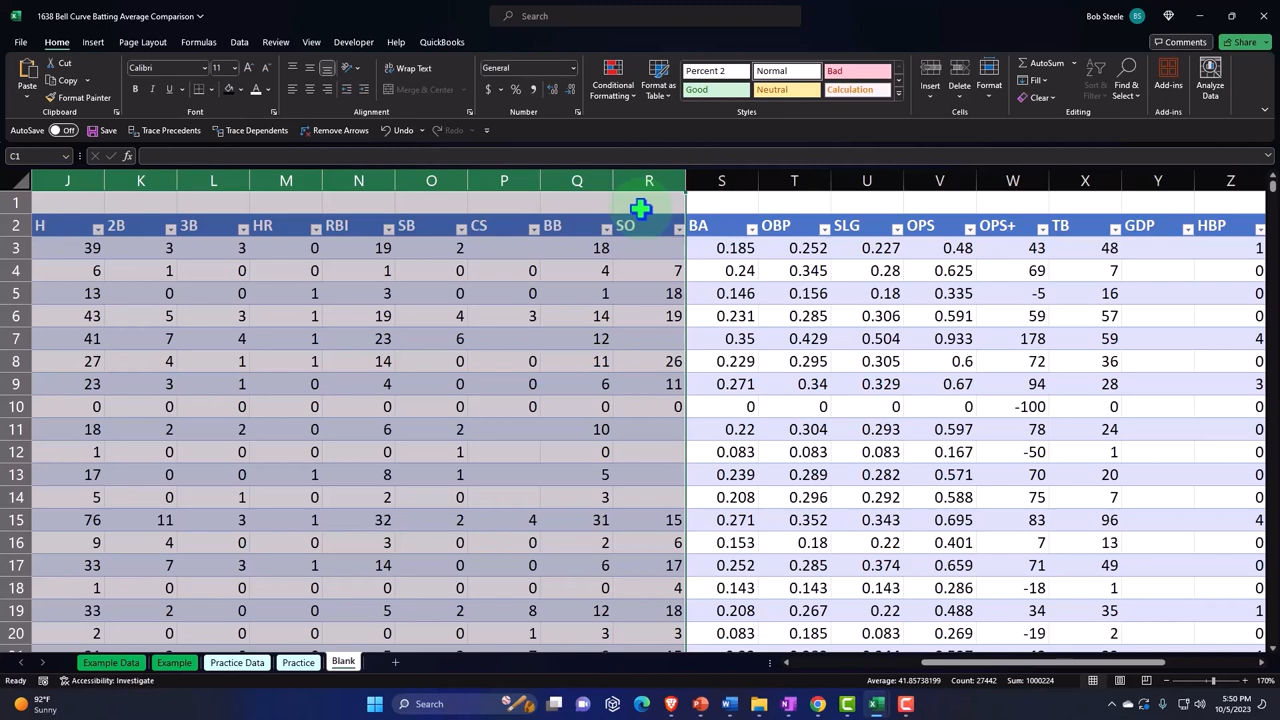 1638 Bell Curve Batting Average Comparison
Search
Bob Steele BS
File Home Insert Page Layout Formulas Data Review View Developer Help QuickBooks Comments Share
Paste Cut Copy Format Painter Clipboard
Calibri 11 B I U Font
Wrap Text Merge & Center Alignment
General $ % Number
Conditional Formatting Format as Table
Percent 2 Normal Bad
Good Neutral Calculation
Styles
Insert Delete Format Cells
AutoSum Fill Clear Sort & Filter Find & Select Editing
Add-ins Add-ins
Analyze Data
AutoSave Off Save Trace Precedents Trace Dependents Remove Arrows Undo Redo
C1 fx
J K L M N O P Q R S T U V W X Y Z
1
2 H 2B 3B HR RBI SB CS BB SO BA OBP SLG OPS OPS+ TB GDP HBP
3 39 3 3 0 19 2 18 0.185 0.252 0.227 0.48 43 48 1
4 6 1 0 0 1 0 0 4 7 0.24 0.345 0.28 0.625 69 7 0
5 13 0 0 1 3 0 0 1 18 0.146 0.156 0.18 0.335 -5 16 0
6 43 5 3 1 19 4 3 14 19 0.231 0.285 0.306 0.591 59 57 0
7 41 7 4 1 23 6 12 0.35 0.429 0.504 0.933 178 59 4
8 27 4 1 1 14 0 0 11 26 0.229 0.295 0.305 0.6 72 36 0
9 23 3 1 0 4 0 0 6 11 0.271 0.34 0.329 0.67 94 28 3
10 0 0 0 0 0 0 0 0 0 0 0 0 0 -100 0 0
11 18 2 2 0 6 2 10 0.22 0.304 0.293 0.597 78 24 0
12 1 0 0 0 0 1 0 0.083 0.083 0.083 0.167 -50 1 0
13 17 0 0 1 8 1 5 0.239 0.289 0.282 0.571 70 20 0
14 5 0 1 0 2 0 3 0.208 0.296 0.292 0.588 75 7 0
15 76 11 3 1 32 2 4 31 15 0.271 0.352 0.343 0.695 83 96 4
16 9 4 0 0 3 0 0 2 6 0.153 0.18 0.22 0.401 7 13 0
17 33 7 3 1 14 0 0 6 17 0.252 0.285 0.374 0.659 71 49 0
18 1 0 0 0 0 0 0 0 4 0.143 0.143 0.143 0.286 -18 1 0
19 33 2 0 0 5 2 8 12 18 0.208 0.267 0.22 0.488 34 35 1
20 2 0 0 0 0 0 1 3 3 0.083 0.185 0.083 0.269 -19 2 0
Example Data Example Practice Data Practice Blank
Ready Accessibility: Investigate Average: 41.85738199 Count: 27442 Sum: 1000224 170%
92°F
Sunny
Search
5:50 PM
10/5/2023